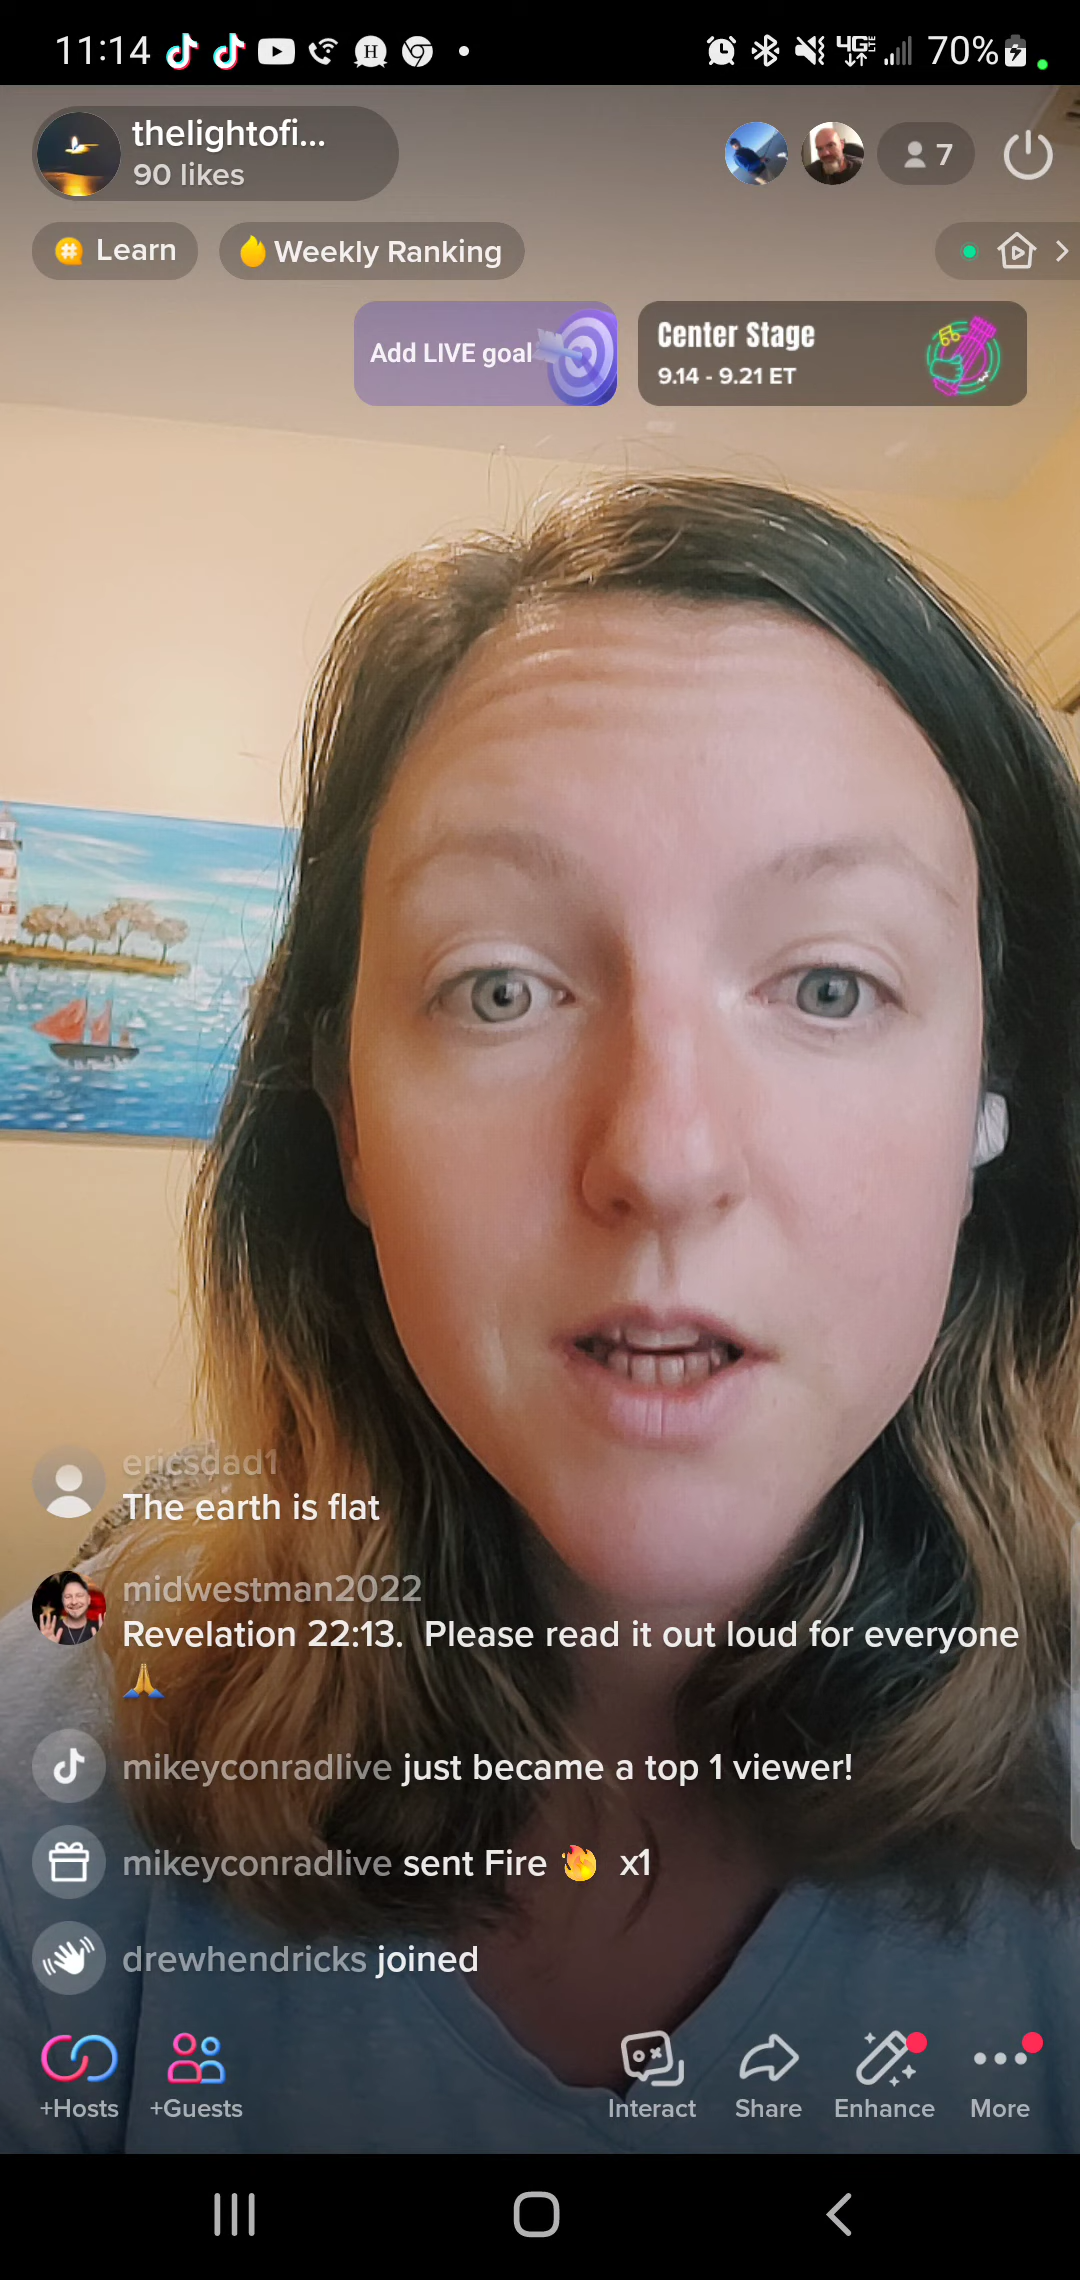 11:14
4G LTE
70%
thelightofi...
90 likes
7
Learn
Weekly Ranking
Add LIVE goal
Center Stage
9.14 - 9.21 ET
ericsdad1
The earth is flat
midwestman2022
Revelation 22:13. Please read it out loud for everyone
🙏
mikeyconradlive just became a top 1 viewer!
mikeyconradlive sent Fire 🔥 x1
drewhendricks joined
+Hosts
+Guests
Interact
Share
Enhance
More